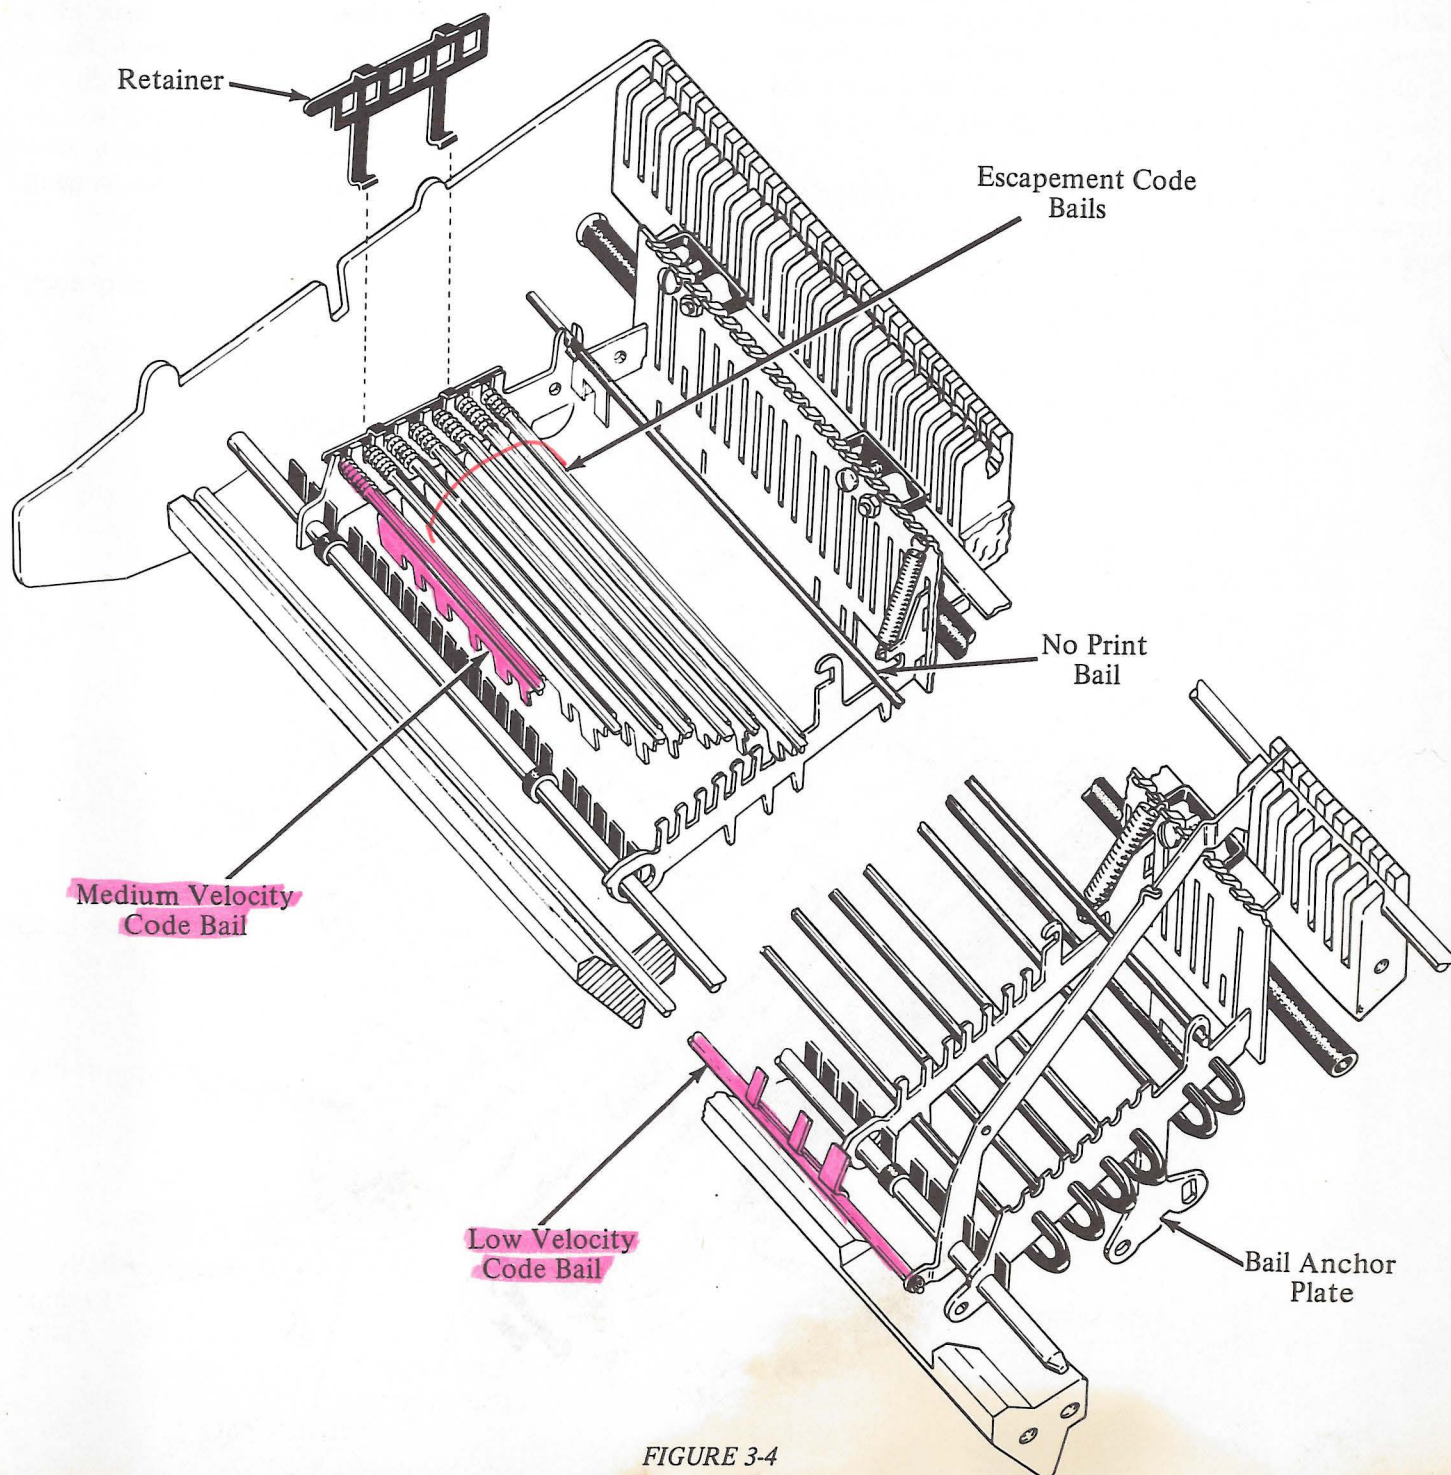 Retainer
Escapement Code
Bails
No Print
Bail
Medium Velocity
Code Bail
Low Velocity
Code Bail
Bail Anchor
Plate
FIGURE 3-4